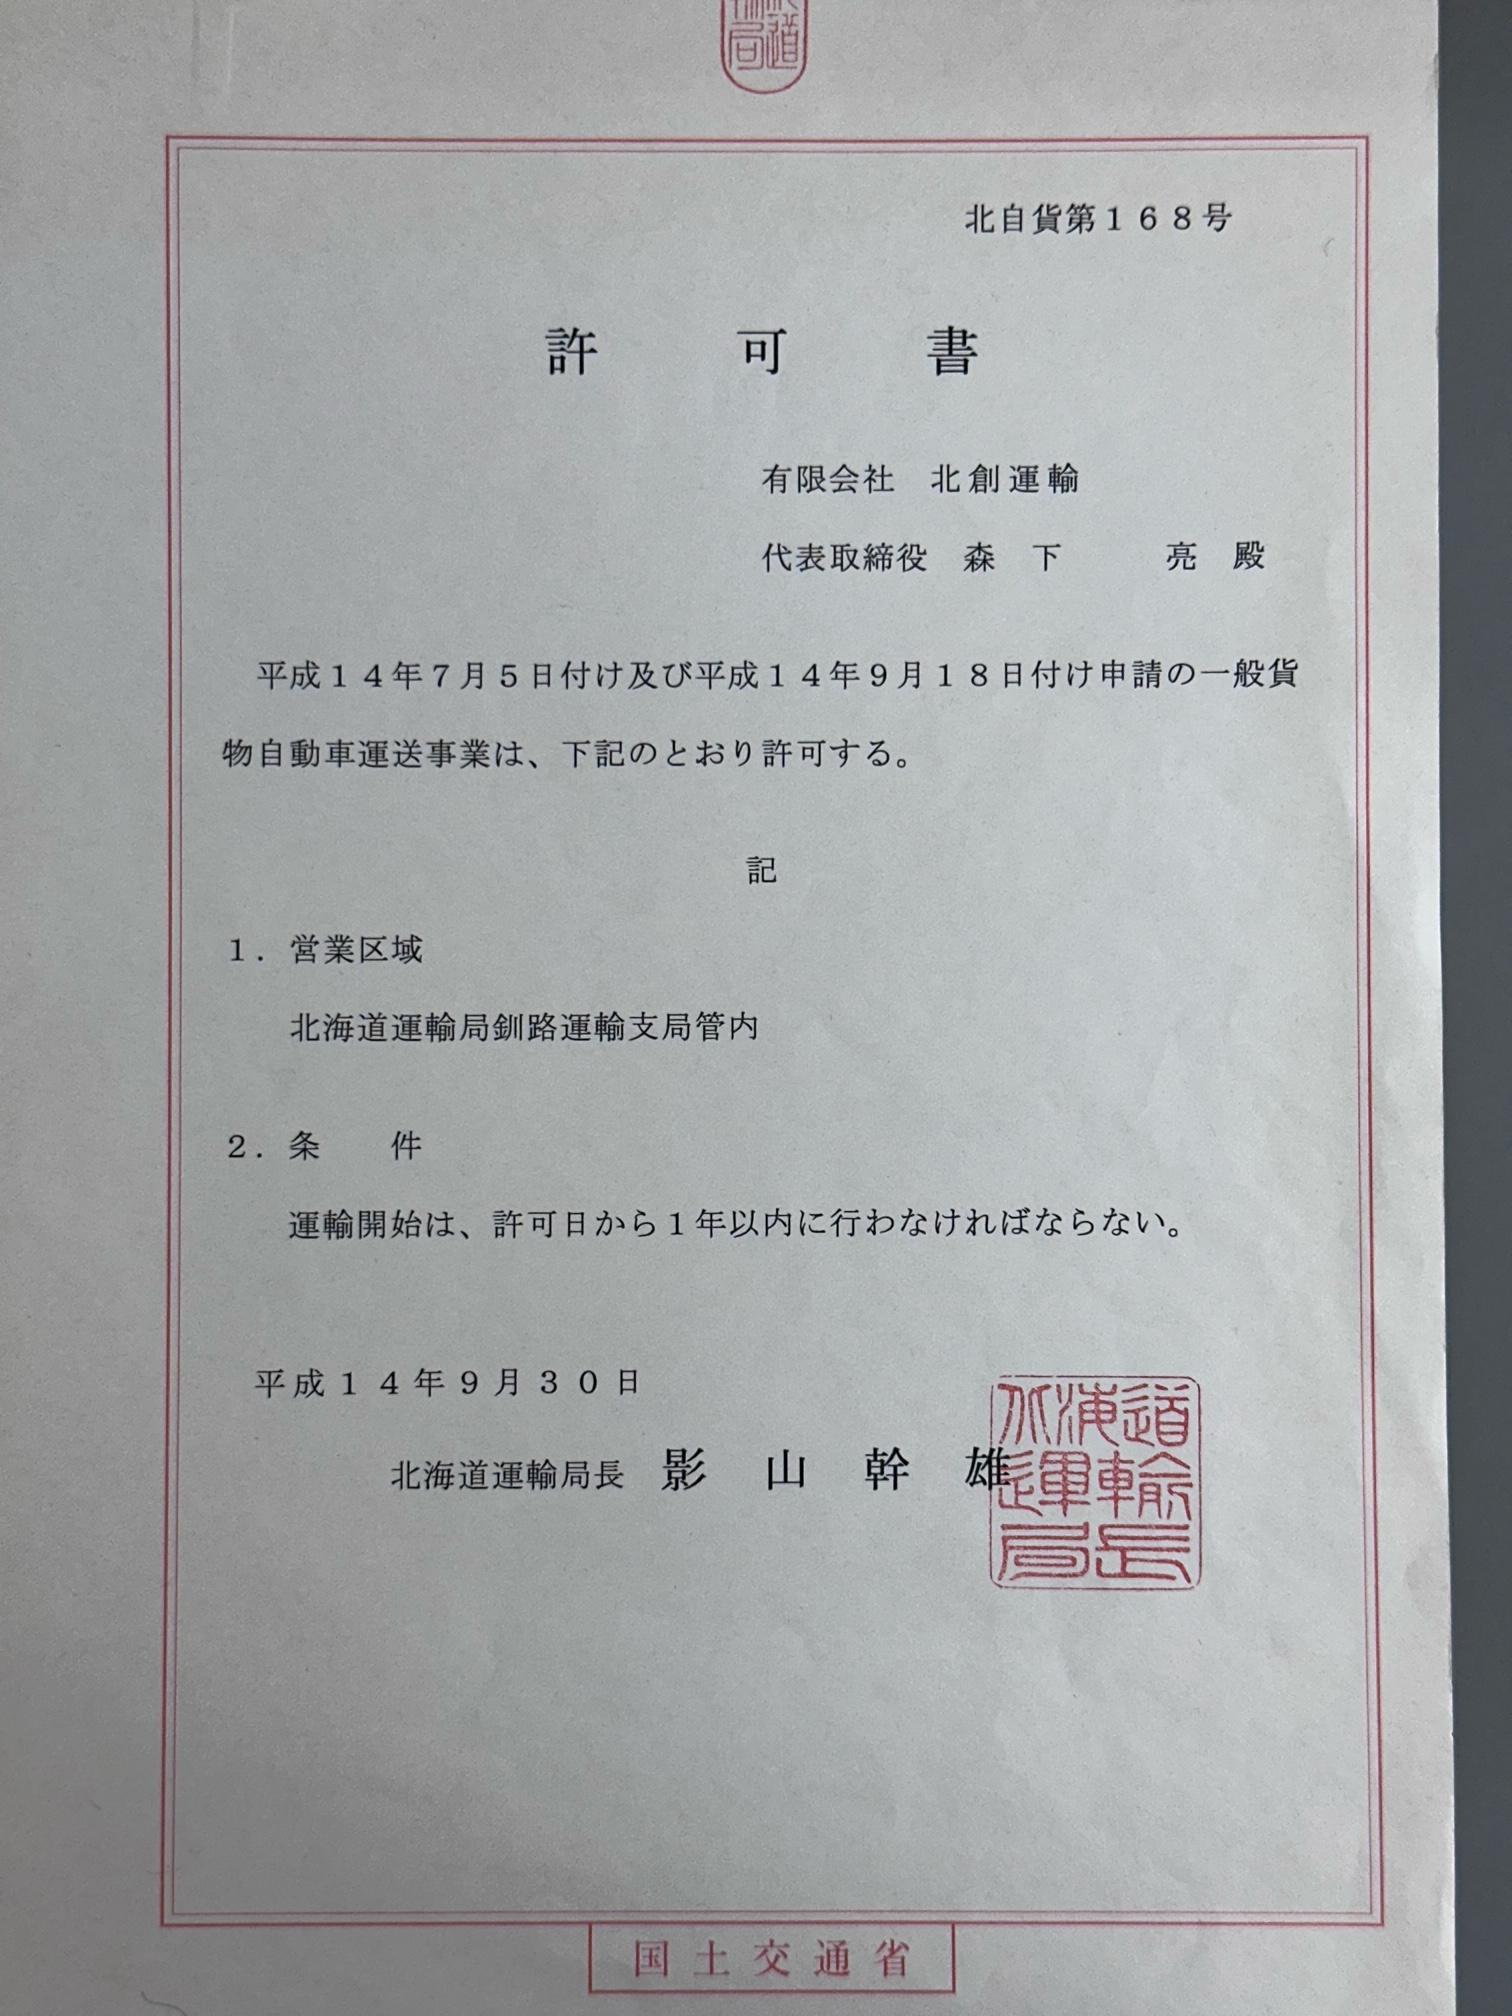 道
局
北自貨第１６８号
許可書
有限会社　北創運輸
代表取締役　森　下　　　亮　殿
平成１４年７月５日付け及び平成１４年９月１８日付け申請の一般貨
物自動車運送事業は、下記のとおり許可する。
記
１．営業区域
北海道運輸局釧路運輸支局管内
２．条　　件
運輸開始は、許可日から１年以内に行わなければならない。
平成１４年９月３０日
北海道運輸局長　影　山　幹　雄
北海道
運輸
局長
国土交通省